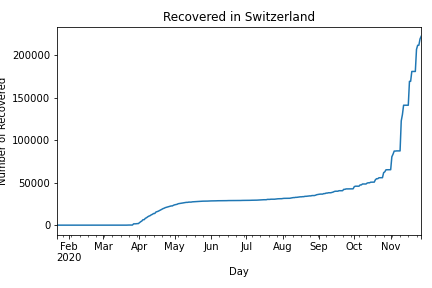 Recovered in Switzerland
Number of Recovered
200000
150000
100000
50000
0
Feb Mar Apr May Jun Jul Aug Sep Oct Nov
2020
Day